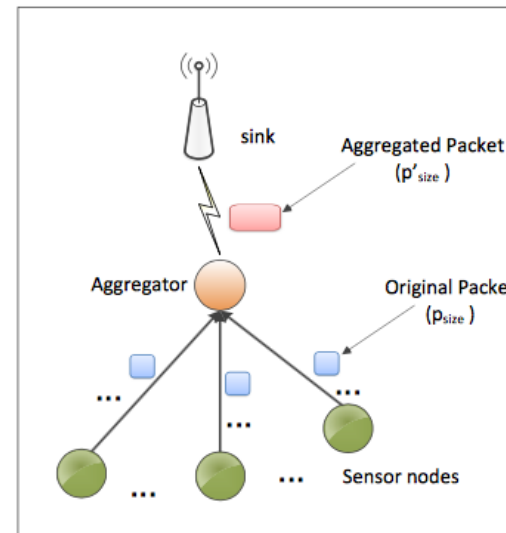 sink
Aggregated Packet
(p'size )
Aggregator
Original Packe
(psize )
...
...
...
...
...
Sensor nodes